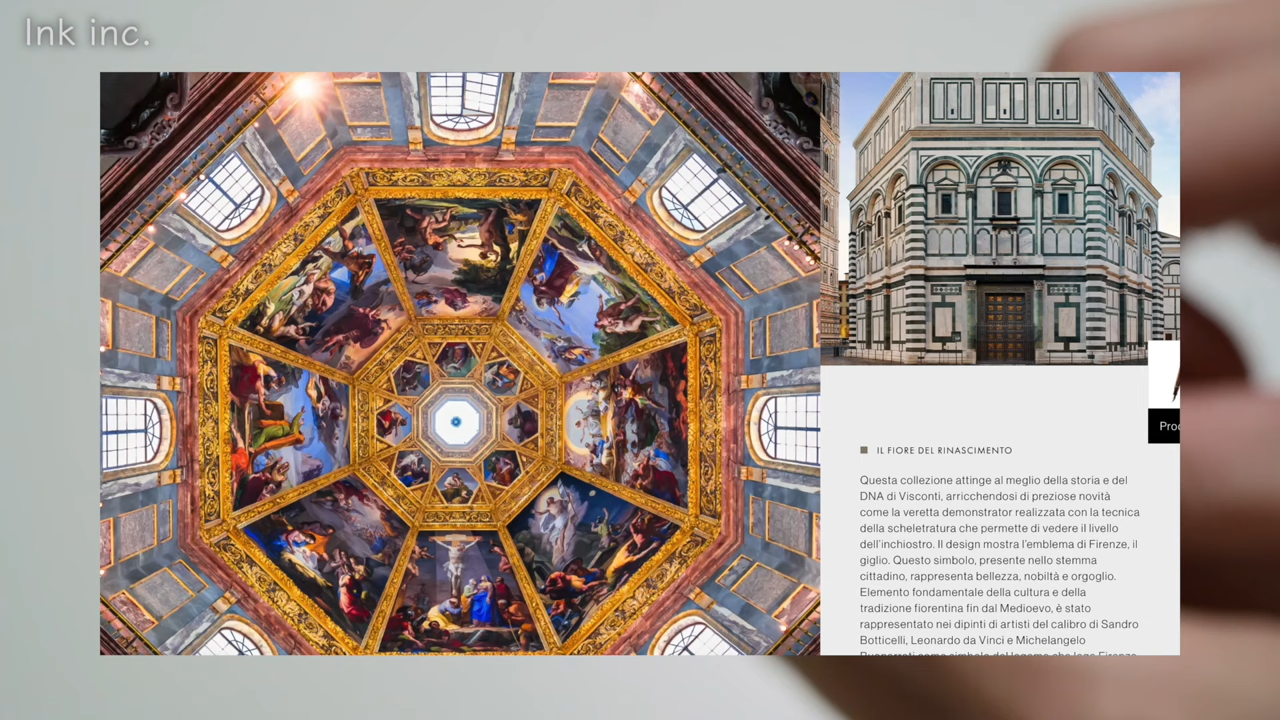 Ink inc.
IL FIORE DEL RINASCIMENTO
Questa collezione attinge al meglio della storia e del
DNA di Visconti, arricchendosi di preziose novità
come la veretta demonstrator realizzata con la tecnica
della scheletratura che permette di vedere il livello
dell'inchiostro. Il design mostra l'emblema di Firenze, il
giglio. Questo simbolo, presente nello stemma
cittadino, rappresenta bellezza, nobiltà e orgoglio.
Elemento fondamentale della cultura e della
tradizione fiorentina fin dal Medioevo, è stato
rappresentato nei dipinti di artisti del calibro di Sandro
Botticelli, Leonardo da Vinci e Michelangelo